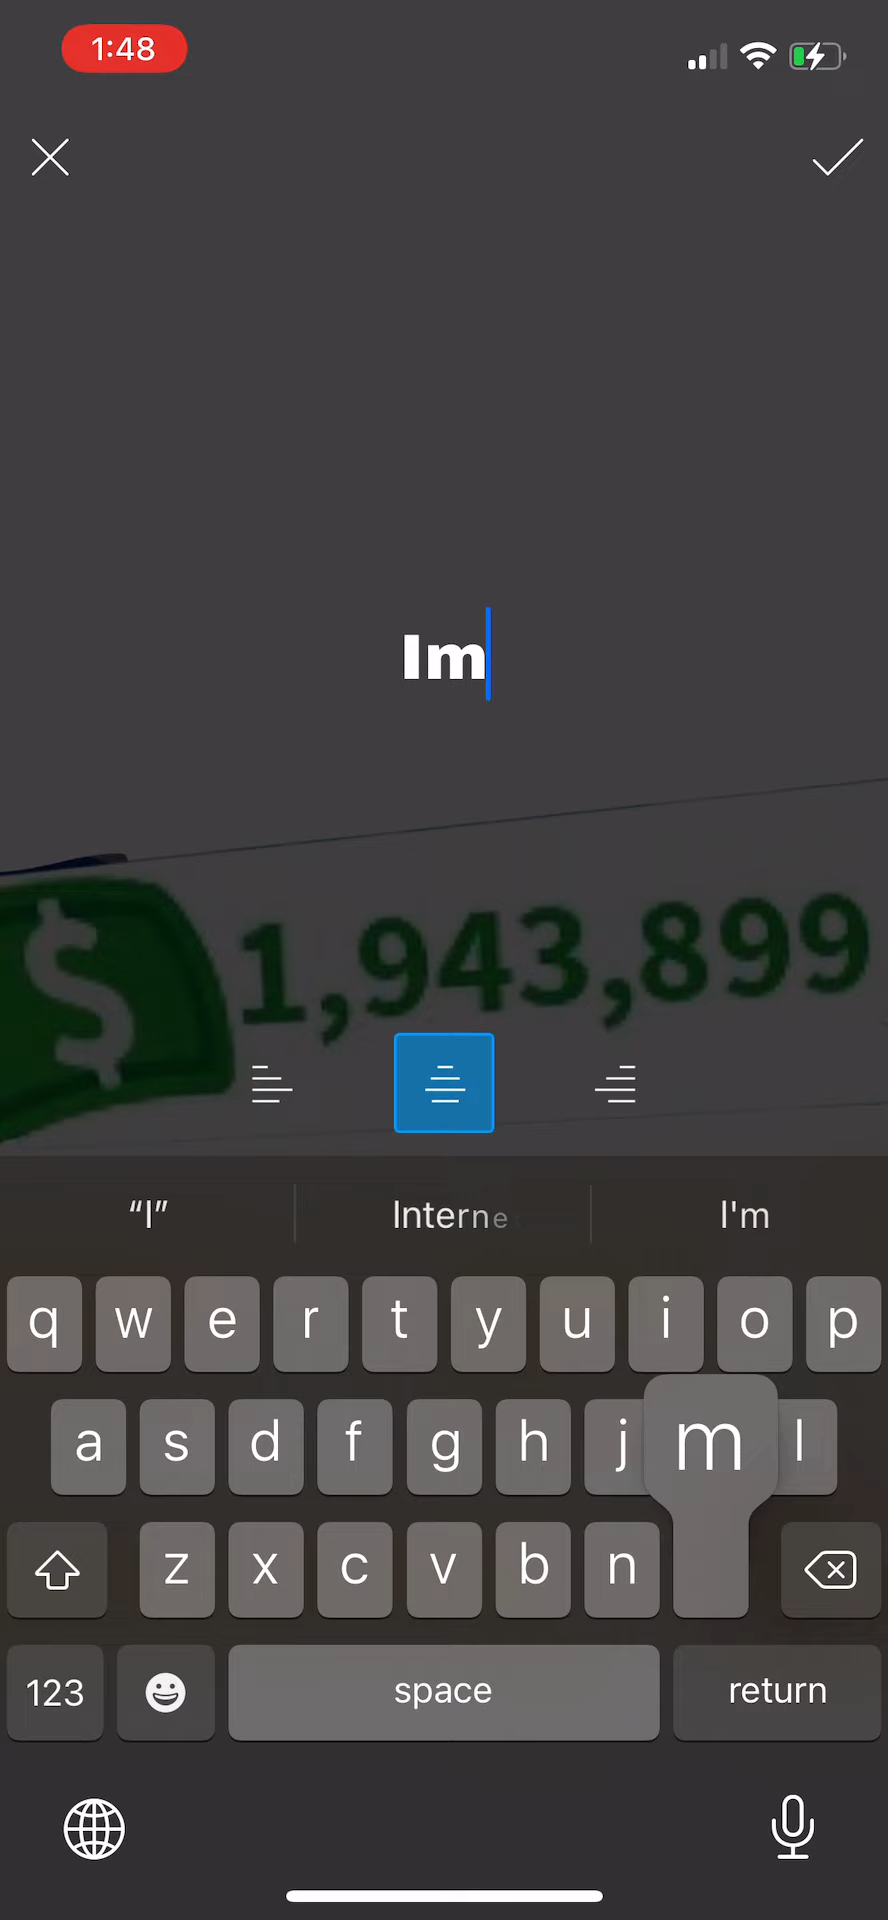 1:48
Im
$ 1,943,899
“I” Interne I'm
q w e r t y u i o p
a s d f g h j m l
z x c v b n
123 space return